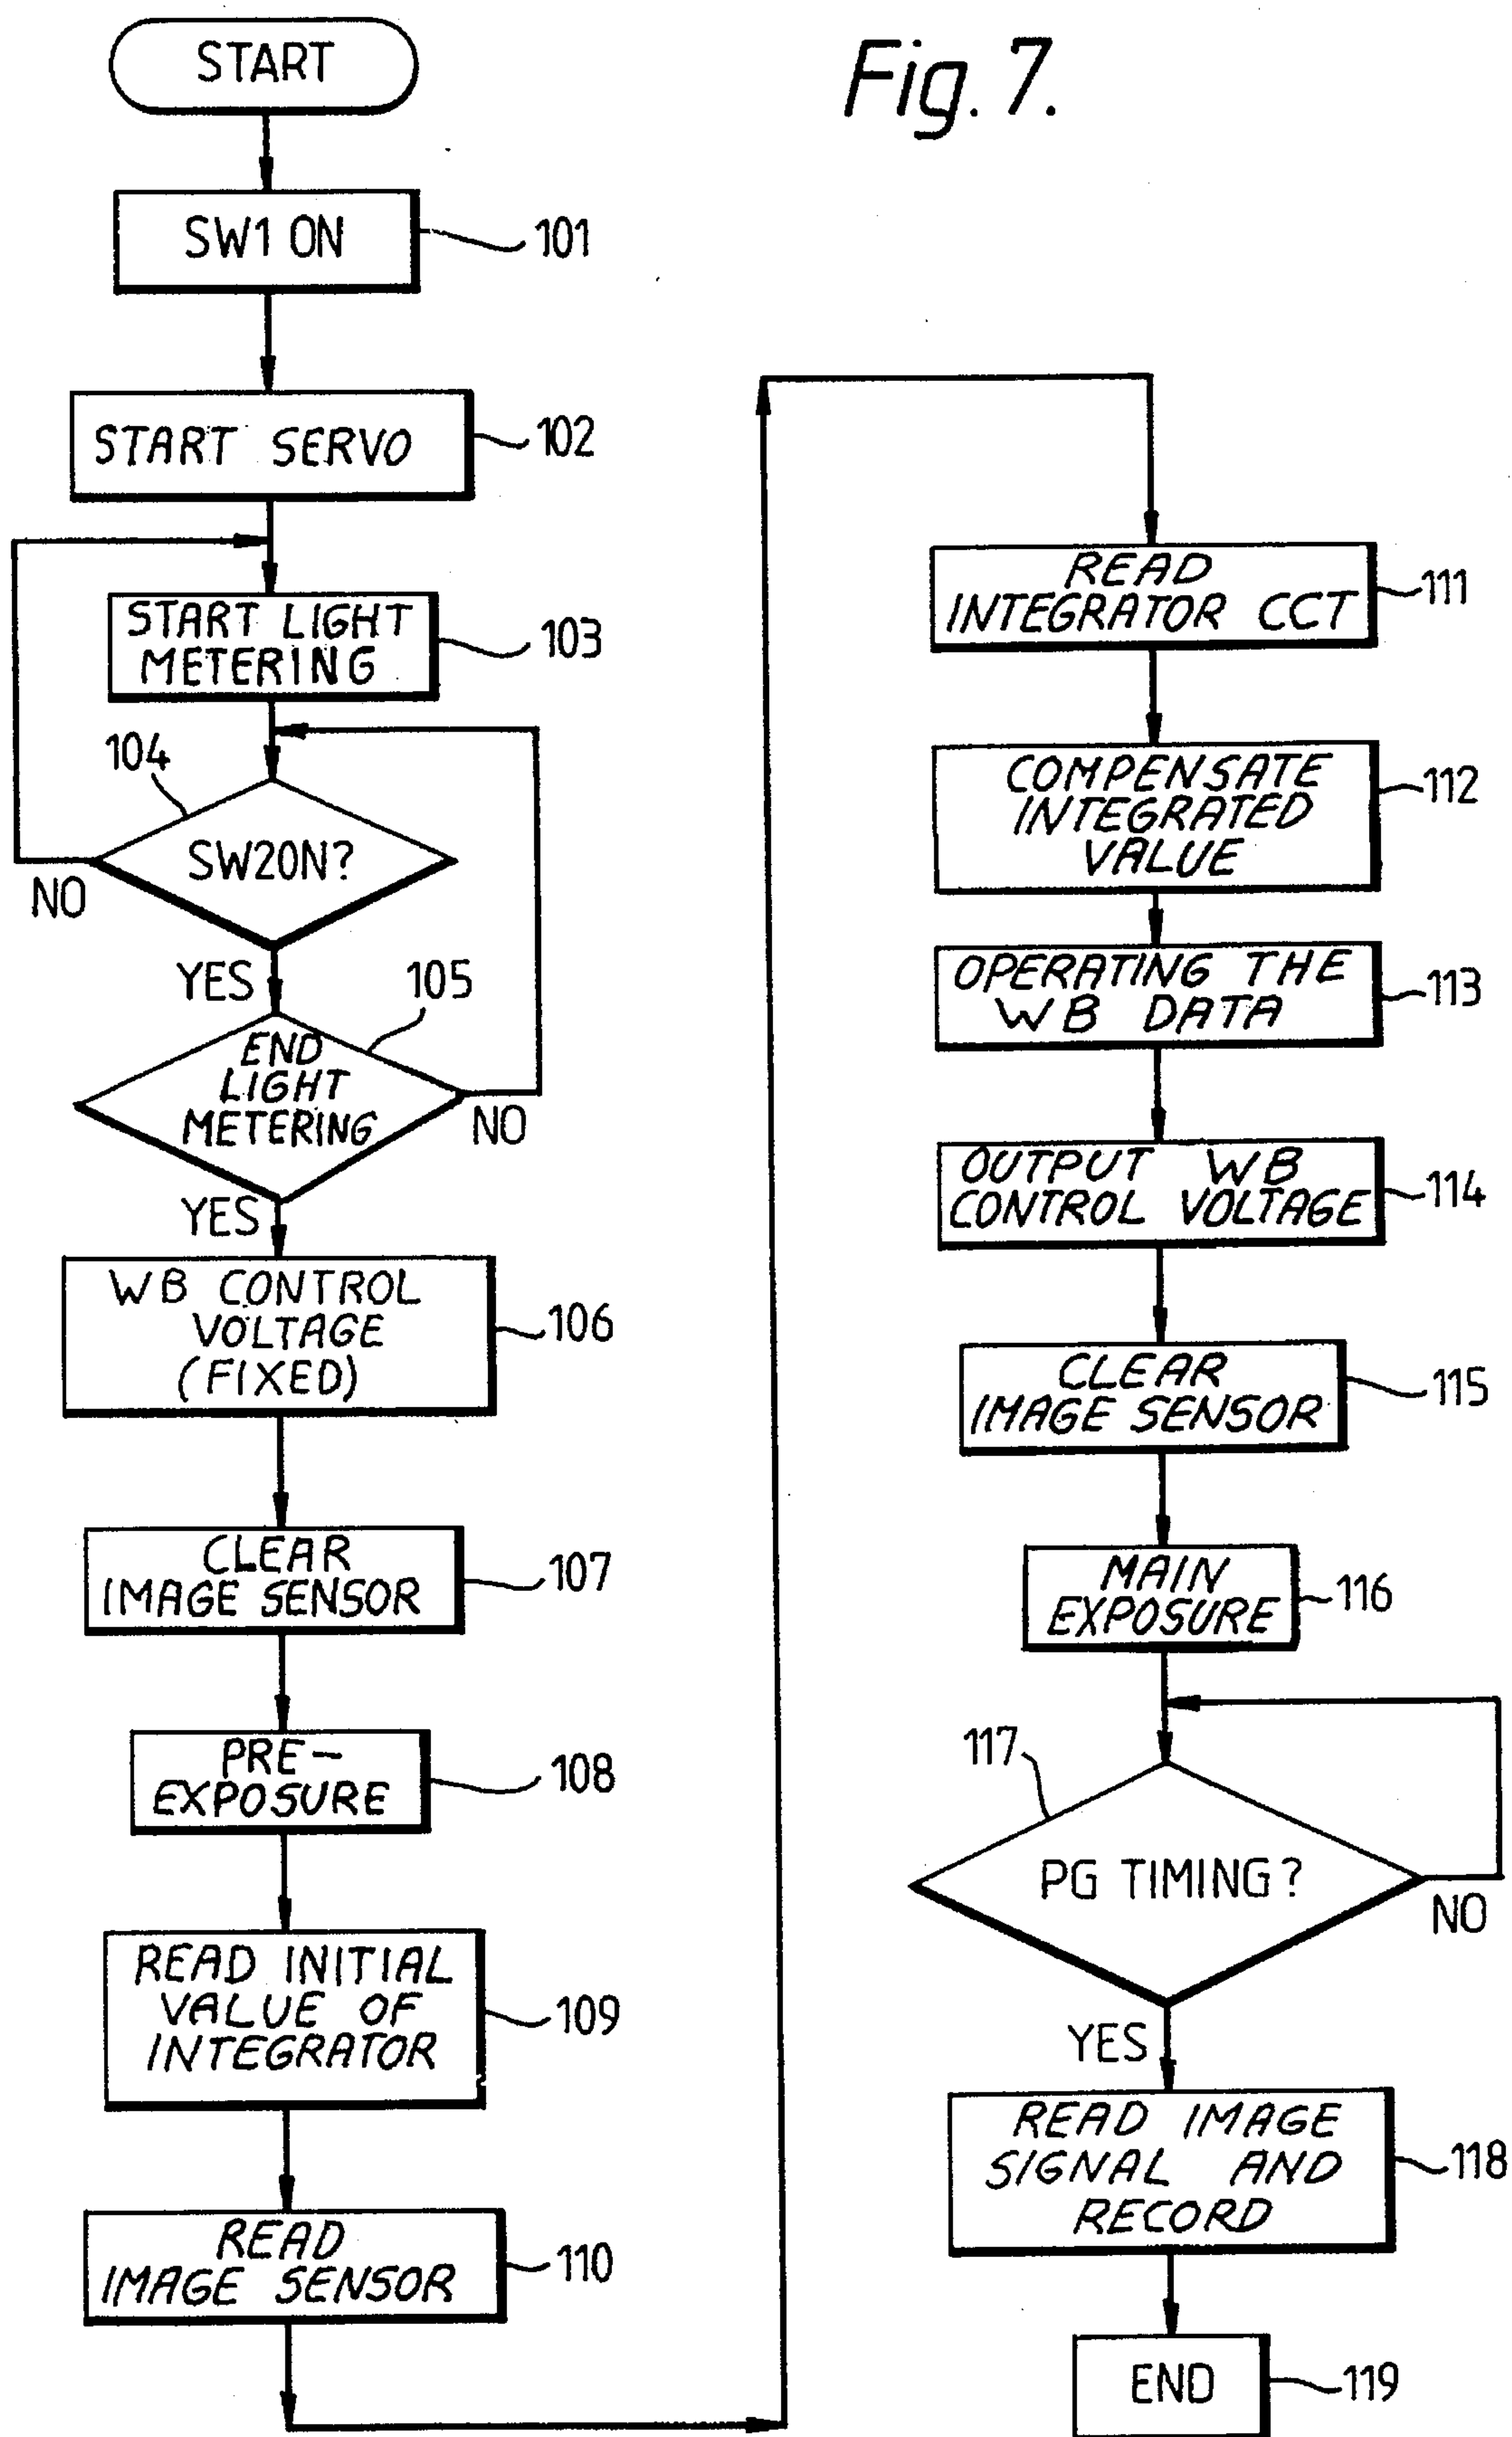 Fig. 7.
START
SW1 ON
101
START SERVO
102
START LIGHT
METERING
103
104
SW20N?
NO
YES
105
END
LIGHT
METERING
NO
YES
WB CONTROL
VOLTAGE
(FIXED)
106
CLEAR
IMAGE SENSOR
107
PRE-
EXPOSURE
108
READ INITIAL
VALUE OF
INTEGRATOR
109
READ
IMAGE SENSOR
110
READ
INTEGRATOR CCT
111
COMPENSATE
INTEGRATED
VALUE
112
OPERATING THE
WB DATA
113
OUTPUT WB
CONTROL VOLTAGE
114
CLEAR
IMAGE SENSOR
115
MAIN
EXPOSURE
116
117
PG TIMING?
NO
YES
READ IMAGE
SIGNAL AND
RECORD
118
END
119